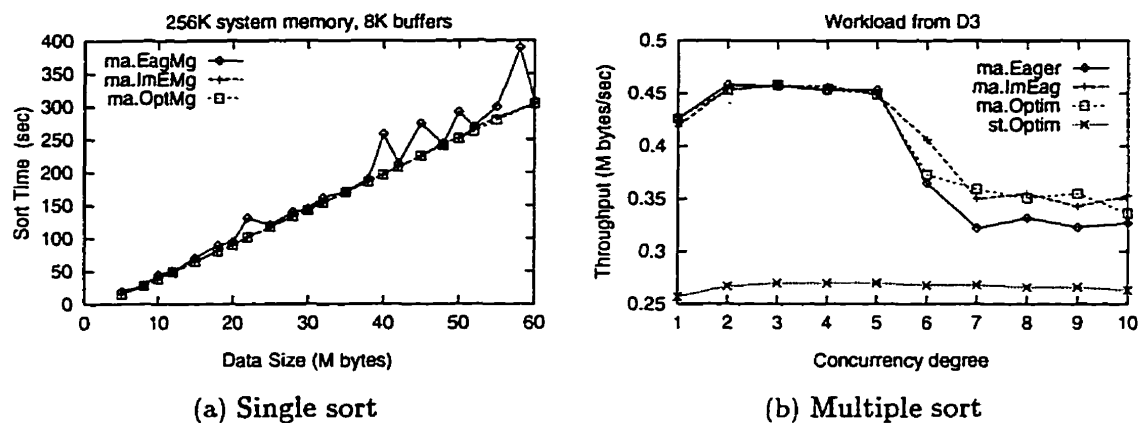 256K system memory, 8K buffers
400
350
300
250
200
150
100
50
0
Sort Time (sec)
ma.EagMg
ma.ImEMg
ma.OptMg
0 10 20 30 40 50 60
Data Size (M bytes)
(a) Single sort
Workload from D3
0.5
0.45
0.4
0.35
0.3
0.25
Throughput (M bytes/sec)
ma.Eager
ma.ImEag
ma.Optim
st.Optim
1 2 3 4 5 6 7 8 9 10
Concurrency degree
(b) Multiple sort